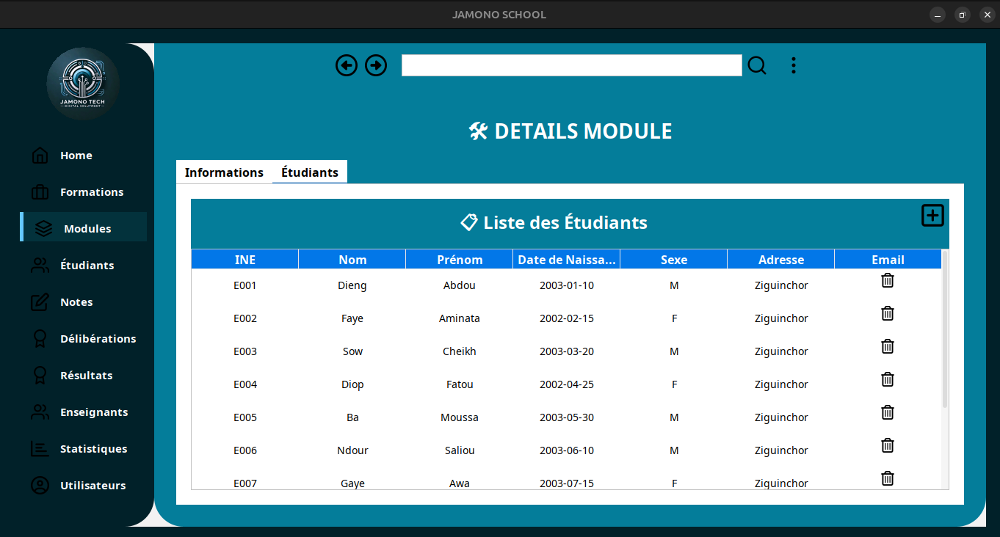 JAMONO SCHOOL
JAMONO TECH
Home
Formations
Modules
Étudiants
Notes
Délibérations
Résultats
Enseignants
Statistiques
Utilisateurs
DETAILS MODULE
Informations Étudiants
Liste des Étudiants
INE Nom Prénom Date de Naissa... Sexe Adresse Email
E001 Dieng Abdou 2003-01-10 M Ziguinchor
E002 Faye Aminata 2002-02-15 F Ziguinchor
E003 Sow Cheikh 2003-03-20 M Ziguinchor
E004 Diop Fatou 2002-04-25 F Ziguinchor
E005 Ba Moussa 2003-05-30 M Ziguinchor
E006 Ndour Saliou 2003-06-10 M Ziguinchor
E007 Gaye Awa 2003-07-15 F Ziguinchor